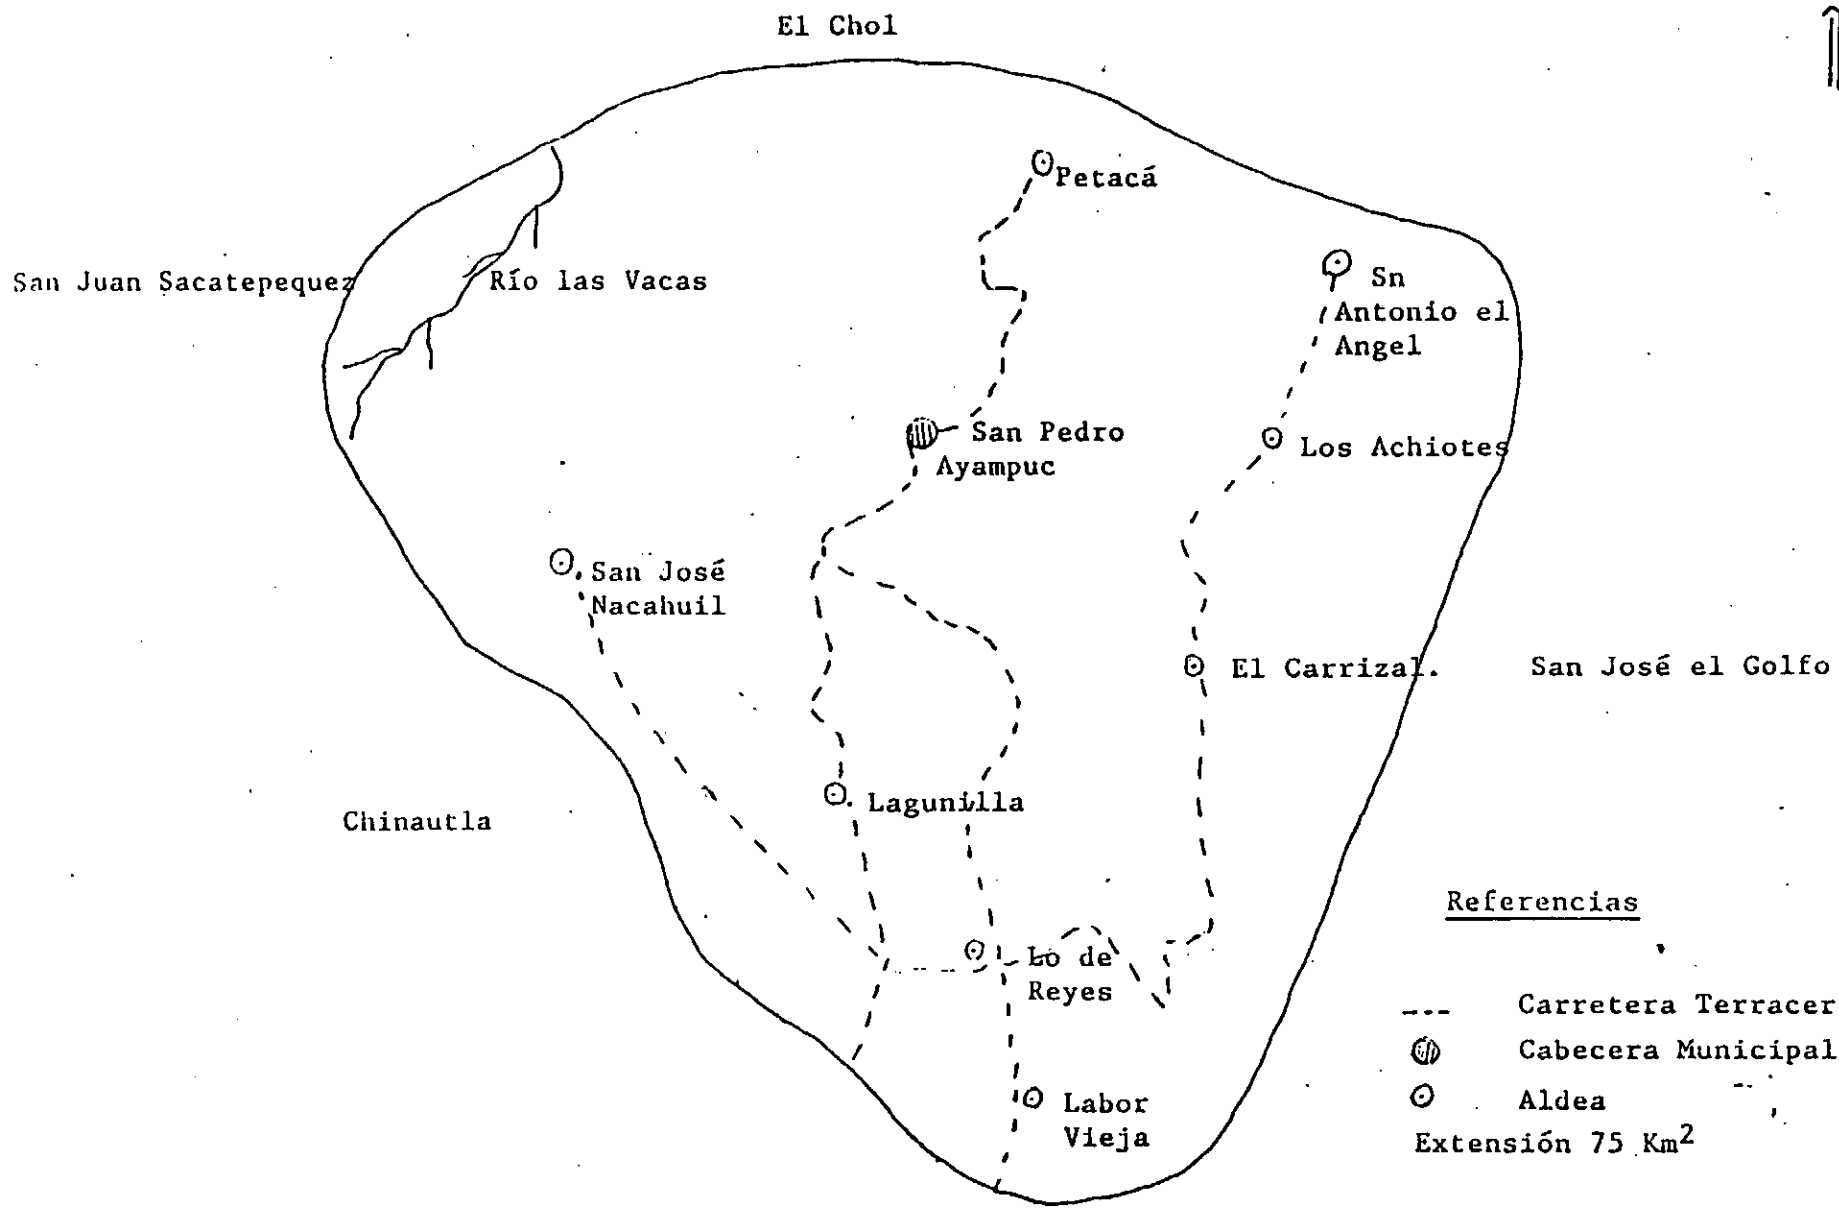 El Chol
Petacá
San Juan Sacatepequez
Río las Vacas
Sn
Antonio el
Angel
San Pedro
Ayampuc
Los Achiotes
San José
Nacahuil
El Carrizal.
San José el Golfo
Lagunilla
Chinautla
Referencias
Lo de
Reyes
Carretera Terracer
Cabecera Municipal
Aldea
Labor
Vieja
Extensión 75 Km²